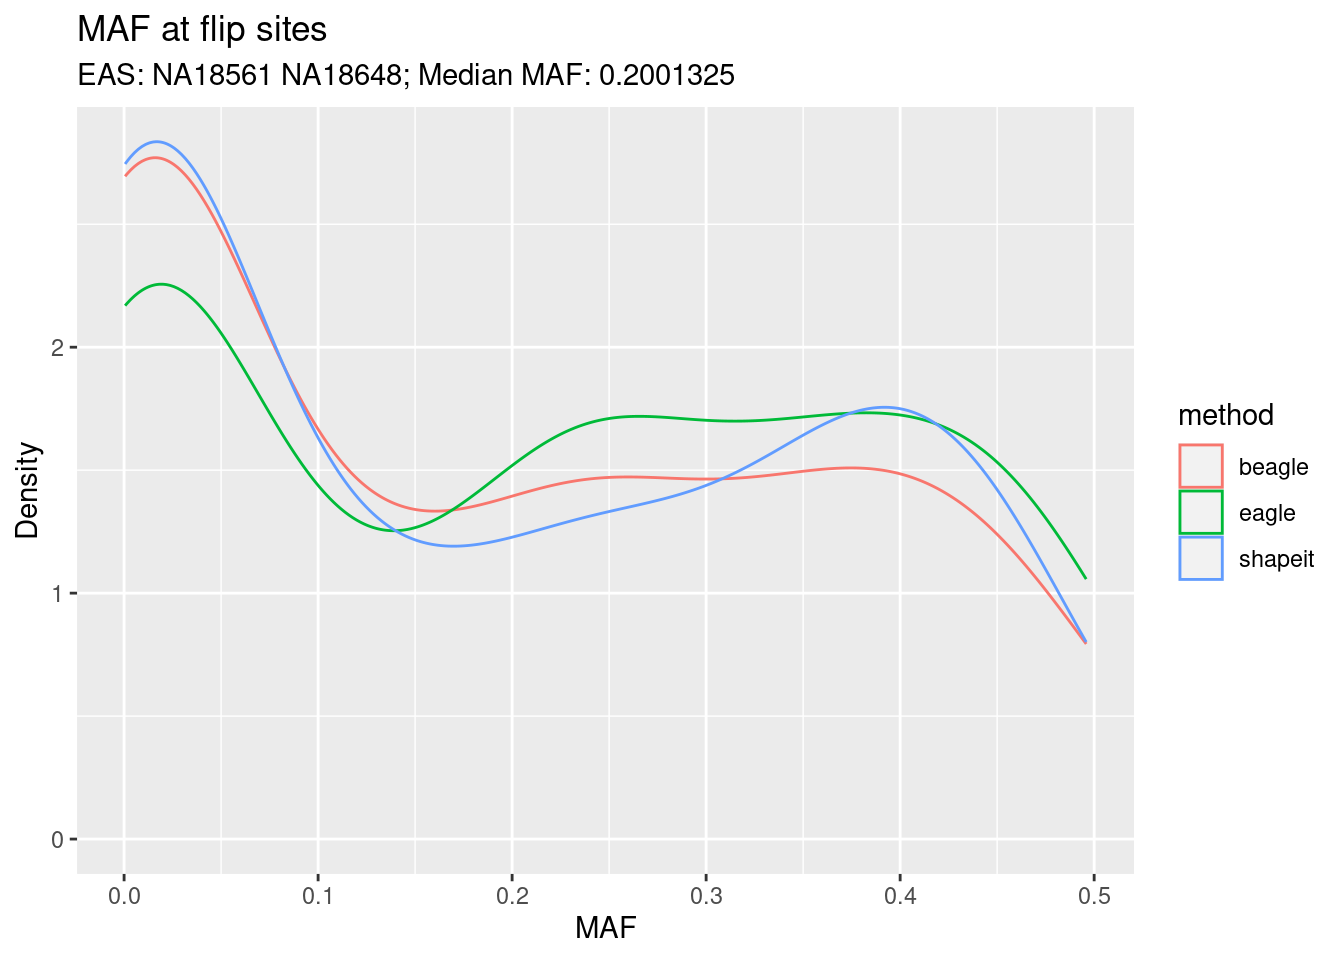 MAF at flip sites
EAS: NA18561 NA18648; Median MAF: 0.2001325
Density
2
1
0
0.0
0.1
0.2
0.3
0.4
0.5
MAF
method
beagle
eagle
shapeit